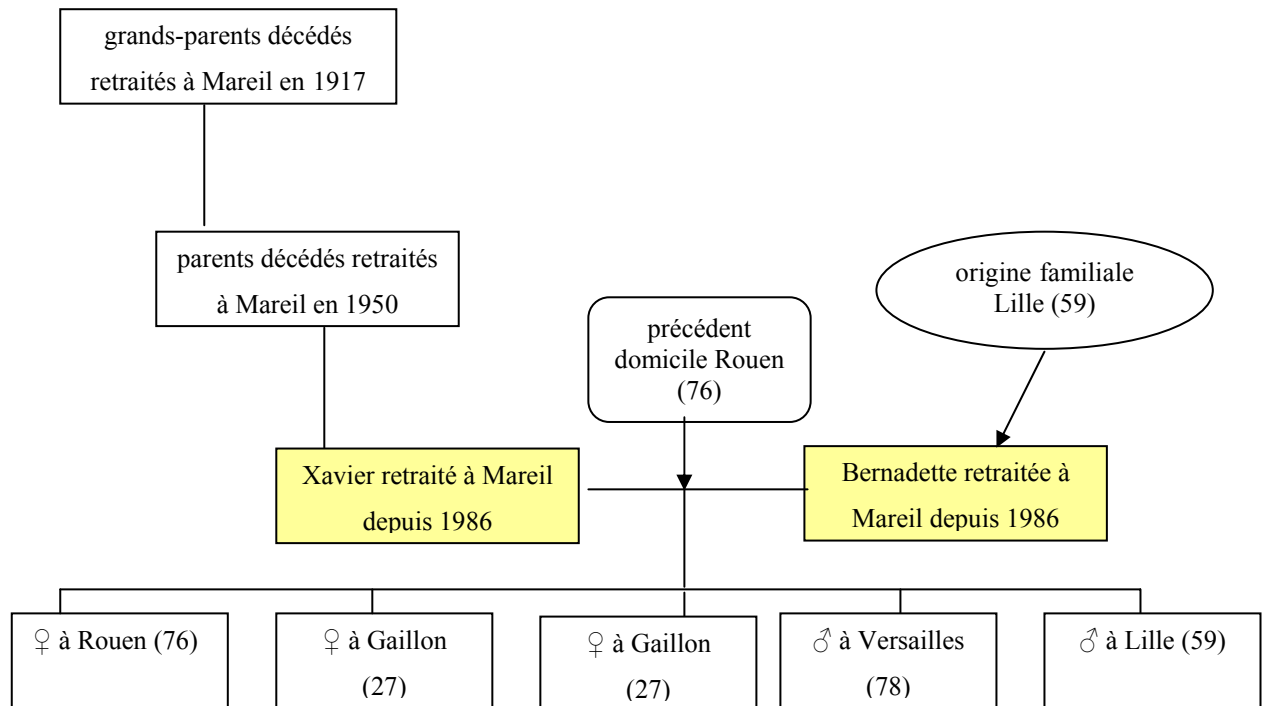 grands-parents décédés
retraités à Mareil en 1917
parents décédés retraités
à Mareil en 1950
origine familiale
Lille (59)
précédent
domicile Rouen
(76)
Xavier retraité à Mareil
depuis 1986
Bernadette retraitée à
Mareil depuis 1986
♀ à Rouen (76)
♀ à Gaillon
(27)
♀ à Gaillon
(27)
♂ à Versailles
(78)
♂ à Lille (59)